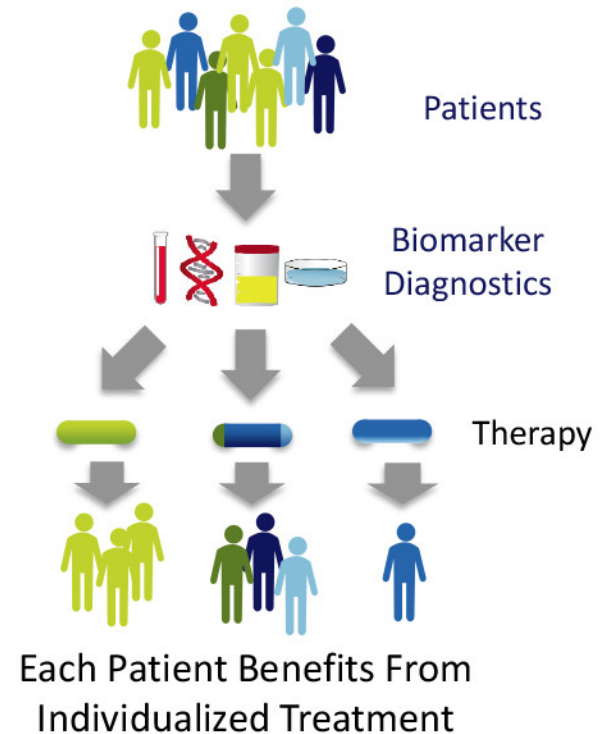 Patients
Biomarker
Diagnostics
Therapy
Each Patient Benefits From
Individualized Treatment